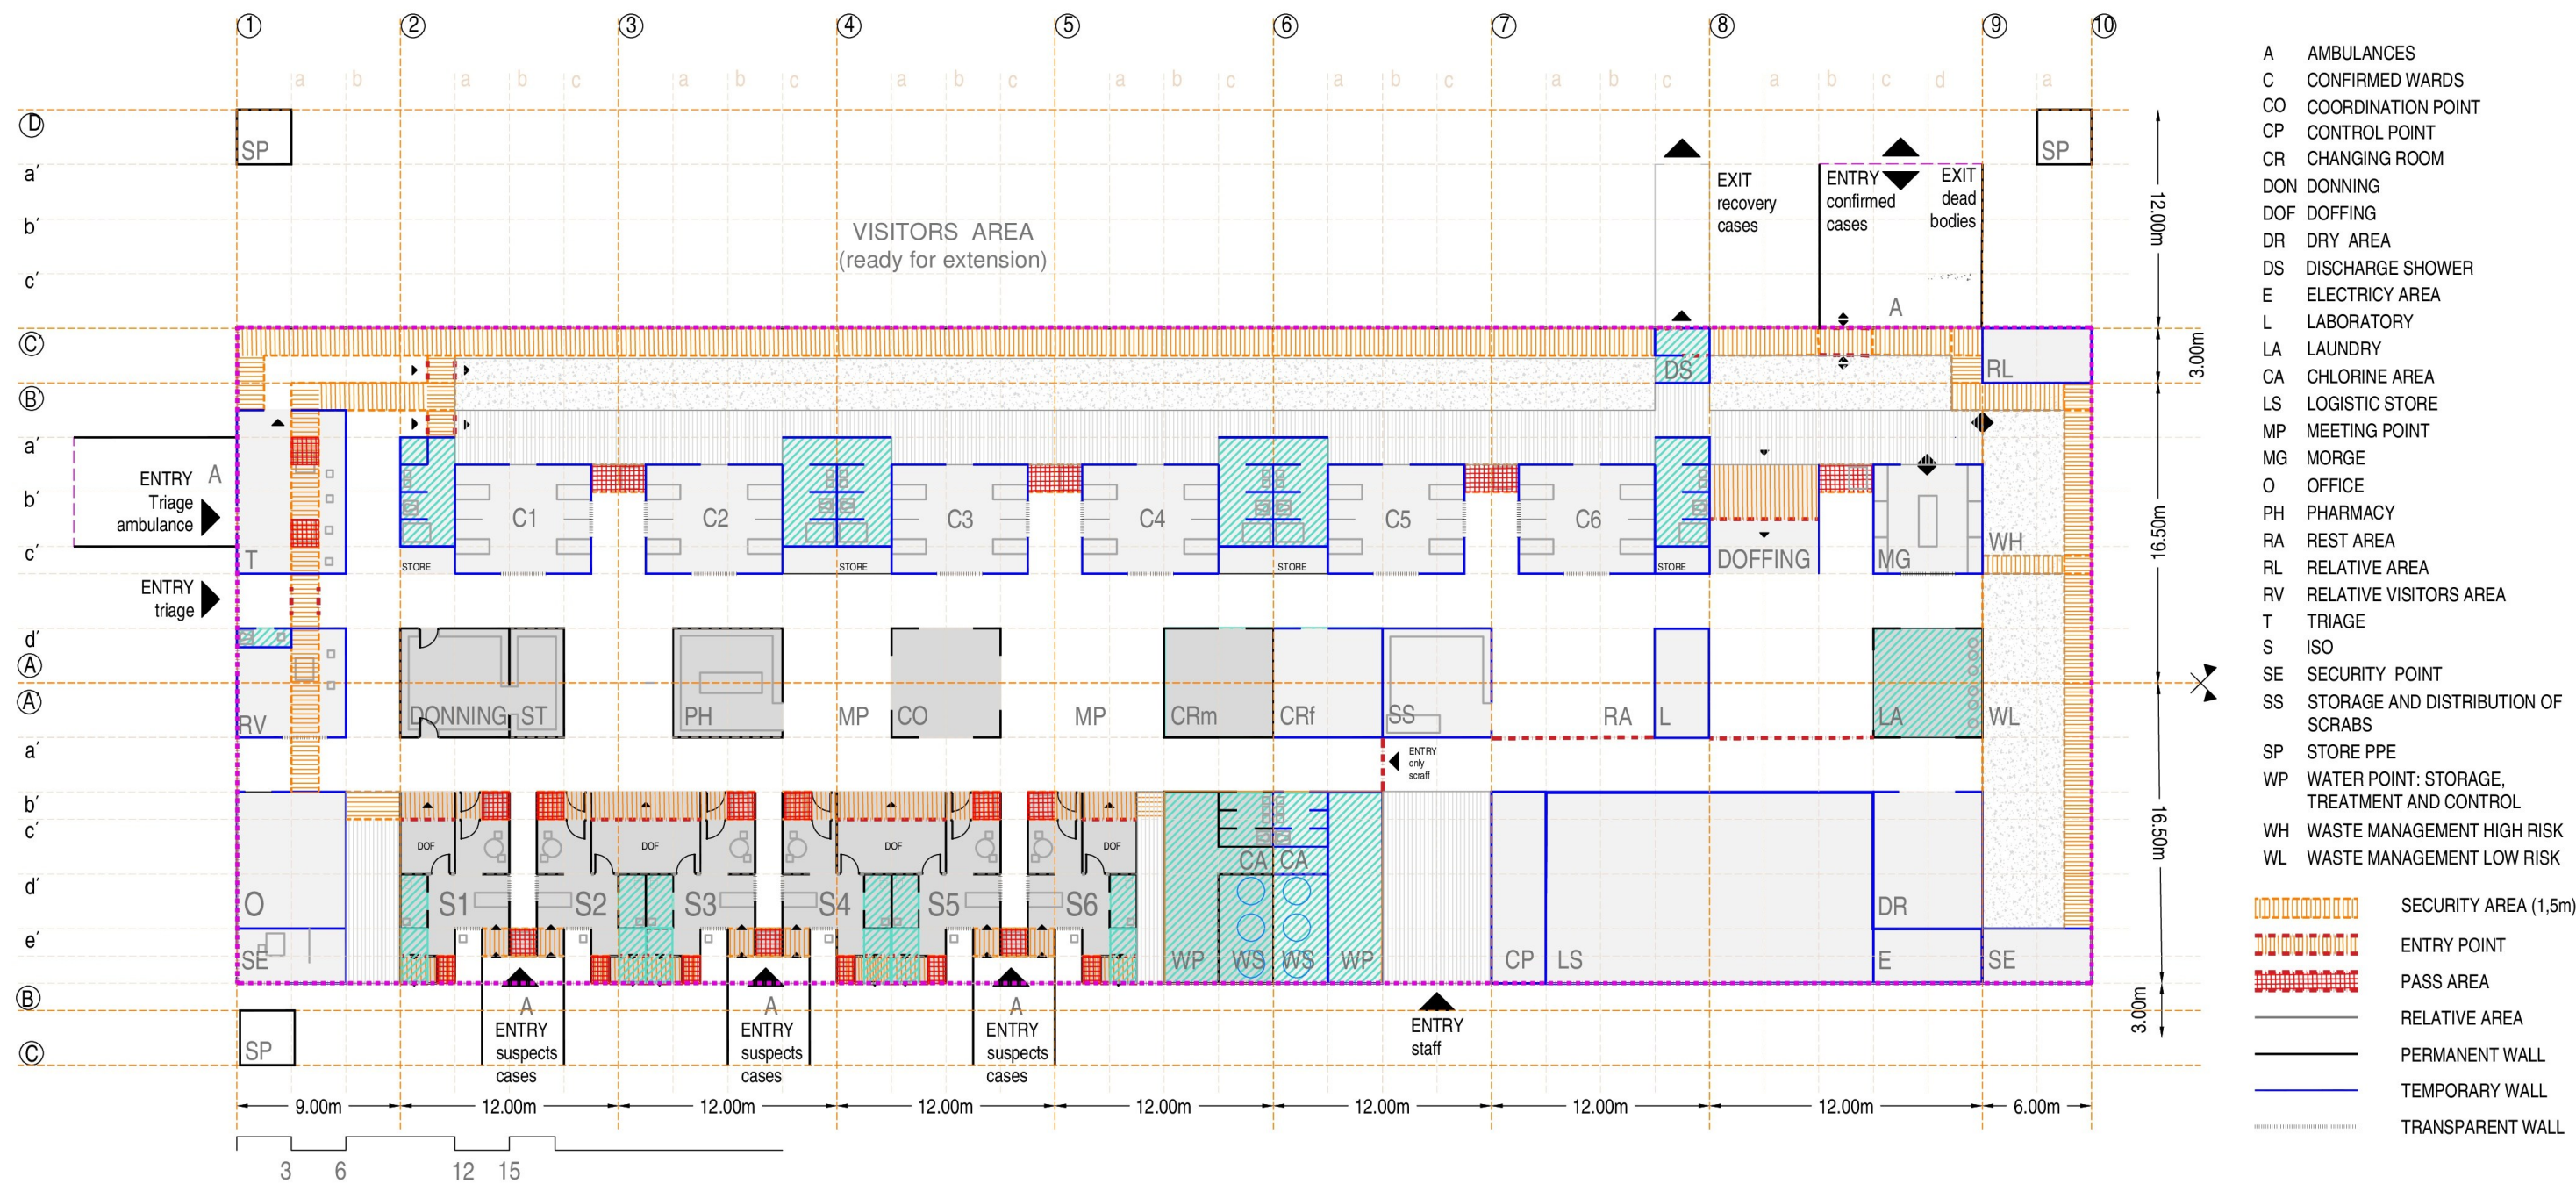 1 2 3 4 5 6 7 8 9 10
a b a b c a b c a b c a b c a b c a b c a b c d a
D
SP
SP
a'
EXIT
recovery
cases
ENTRY
confirmed
cases
EXIT
dead
bodies
b'
VISITORS AREA
(ready for extension)
c'
A
C
DS
RL
B
a'
ENTRY
Triage
ambulance
A
b'
C1 C2 C3 C4 C5 C6
c'
T
STORE
STORE
STORE
STORE
DOFFING
MG
WH
ENTRY
triage
d'
A
A
RV
DONNING
ST
PH
MP
CO
MP
CRm
CRf
SS
RA
L
LA
WL
a'
ENTRY
only
scraff
b'
c'
DOF
DOF
DOF
DOF
CA
CA
d'
O
S1 S2 S3 S4 S5 S6
DR
e'
SE
WP
WS
WS
WP
CP
LS
E
SE
B
A
ENTRY
suspects
cases
A
ENTRY
suspects
cases
A
ENTRY
suspects
cases
ENTRY
staff
C
SP
9.00m 12.00m 12.00m 12.00m 12.00m 12.00m 12.00m 12.00m 6.00m
3 6 12 15
12.00m
3.00m
16.50m
16.50m
3.00m
A AMBULANCES
C CONFIRMED WARDS
CO COORDINATION POINT
CP CONTROL POINT
CR CHANGING ROOM
DON DONNING
DOF DOFFING
DR DRY AREA
DS DISCHARGE SHOWER
E ELECTRICY AREA
L LABORATORY
LA LAUNDRY
CA CHLORINE AREA
LS LOGISTIC STORE
MP MEETING POINT
MG MORGE
O OFFICE
PH PHARMACY
RA REST AREA
RL RELATIVE AREA
RV RELATIVE VISITORS AREA
T TRIAGE
S ISO
SE SECURITY POINT
SS STORAGE AND DISTRIBUTION OF
SCRABS
SP STORE PPE
WP WATER POINT: STORAGE,
TREATMENT AND CONTROL
WH WASTE MANAGEMENT HIGH RISK
WL WASTE MANAGEMENT LOW RISK
SECURITY AREA (1,5m)
ENTRY POINT
PASS AREA
RELATIVE AREA
PERMANENT WALL
TEMPORARY WALL
TRANSPARENT WALL